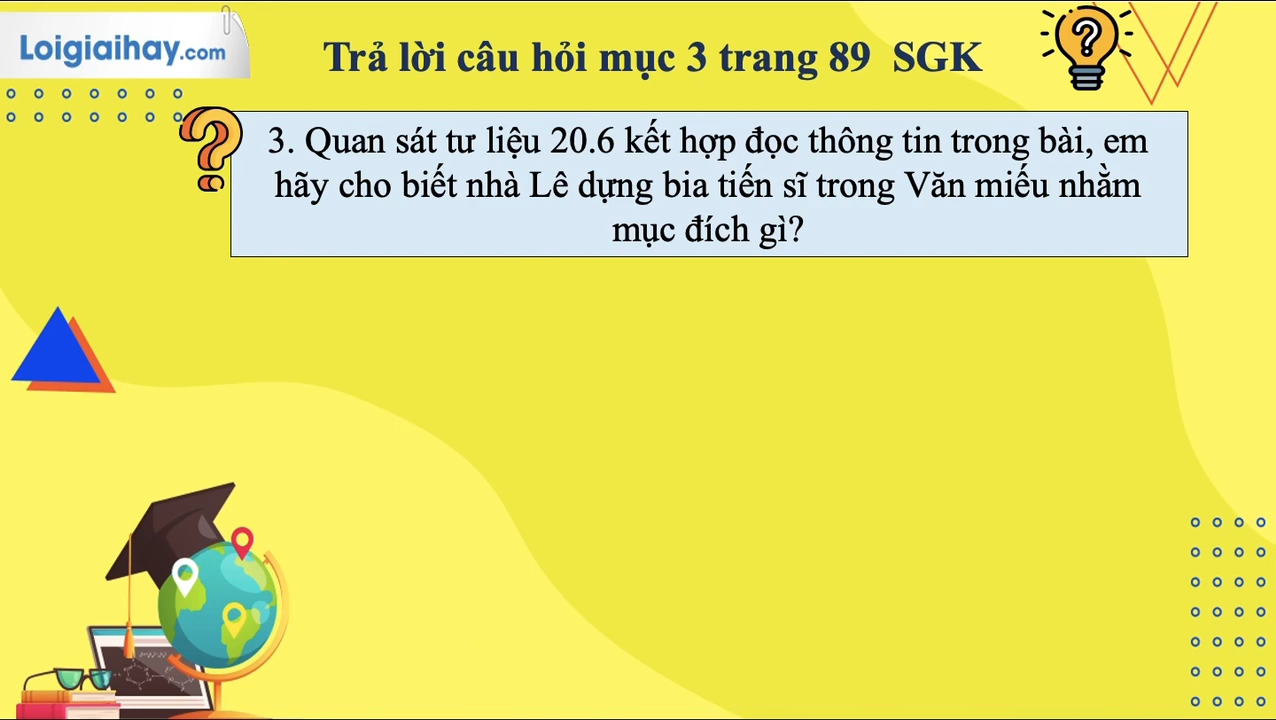 Loigiaihay.com
Trả lời câu hỏi mục 3 trang 89 SGK
3. Quan sát tư liệu 20.6 kết hợp đọc thông tin trong bài, em
hãy cho biết nhà Lê dựng bia tiến sĩ trong Văn miếu nhằm
mục đích gì?